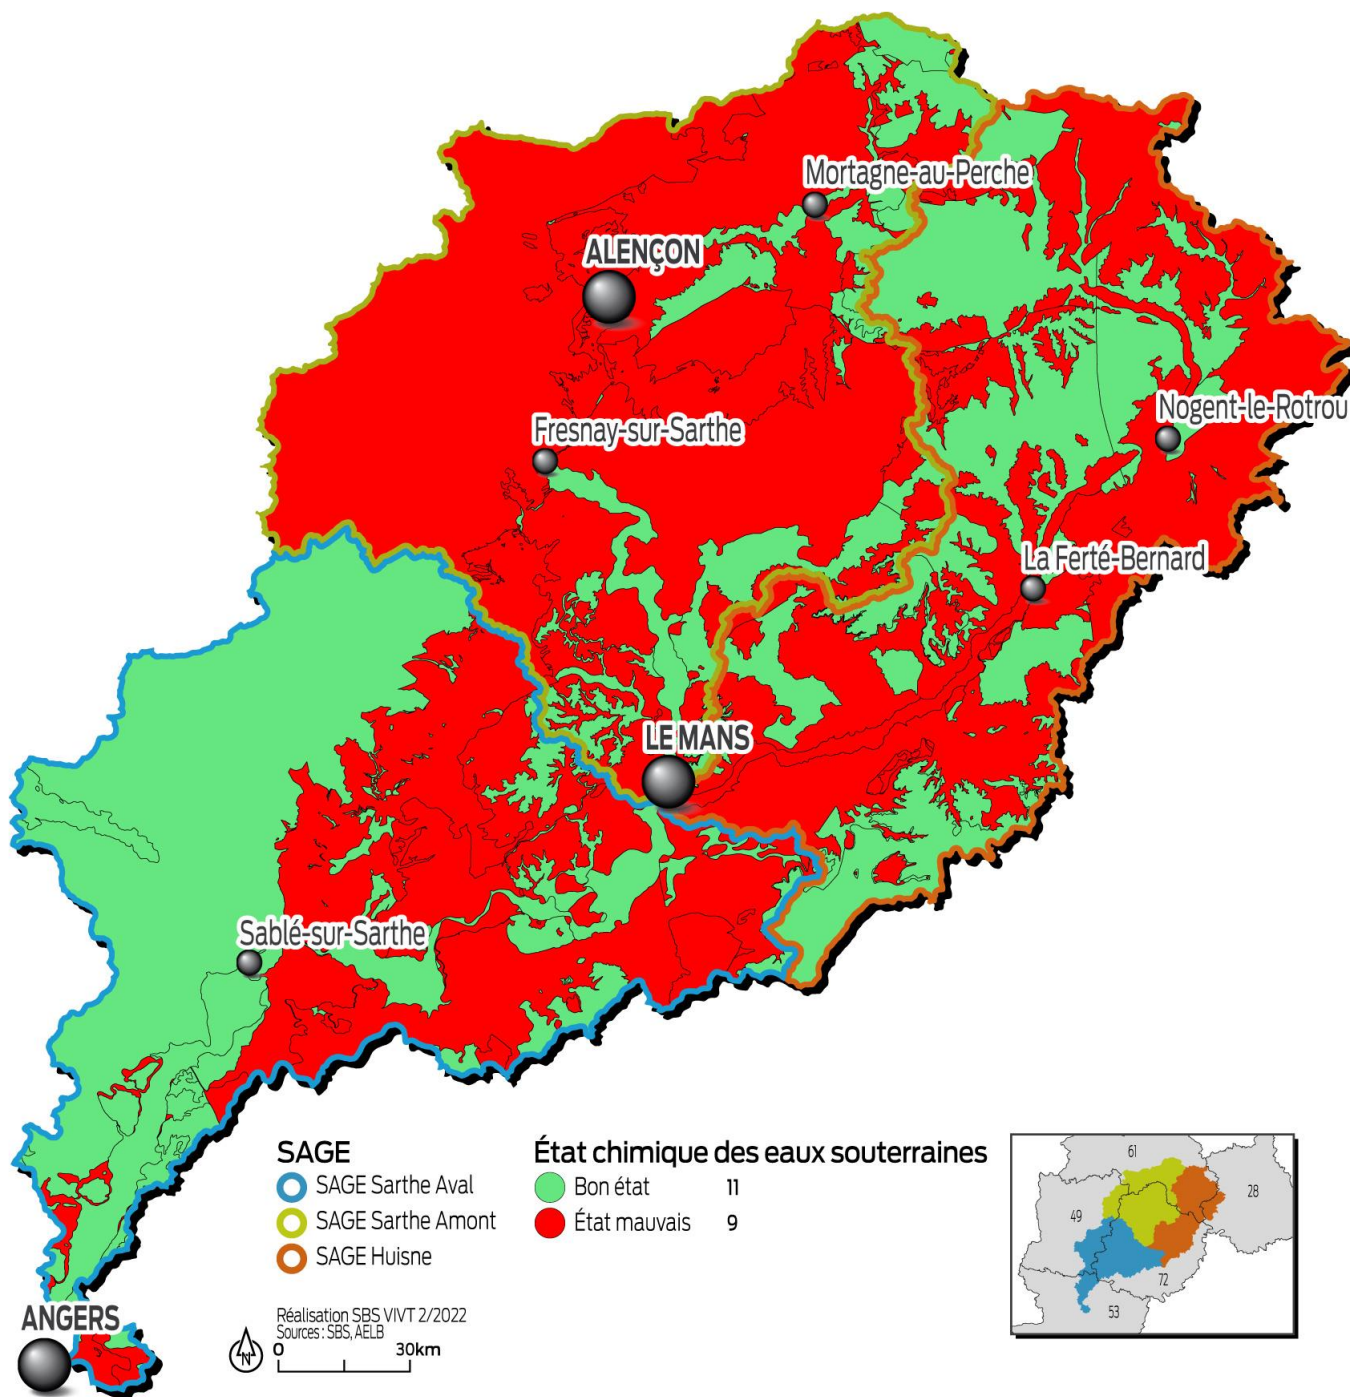 Mortagne-au-Perche
ALENÇON
Nogent-le-Rotrou
Fresnay-sur-Sarthe
La Ferté-Bernard
LE MANS
Sablé-sur-Sarthe
SAGE
SAGE Sarthe Aval
SAGE Sarthe Amont
SAGE Huisne
État chimique des eaux souterraines
Bon état 11
État mauvais 9
61
28
49
72
53
ANGERS
Réalisation SBS VIVT 2/2022
Sources : SBS, AELB
N
0 30km